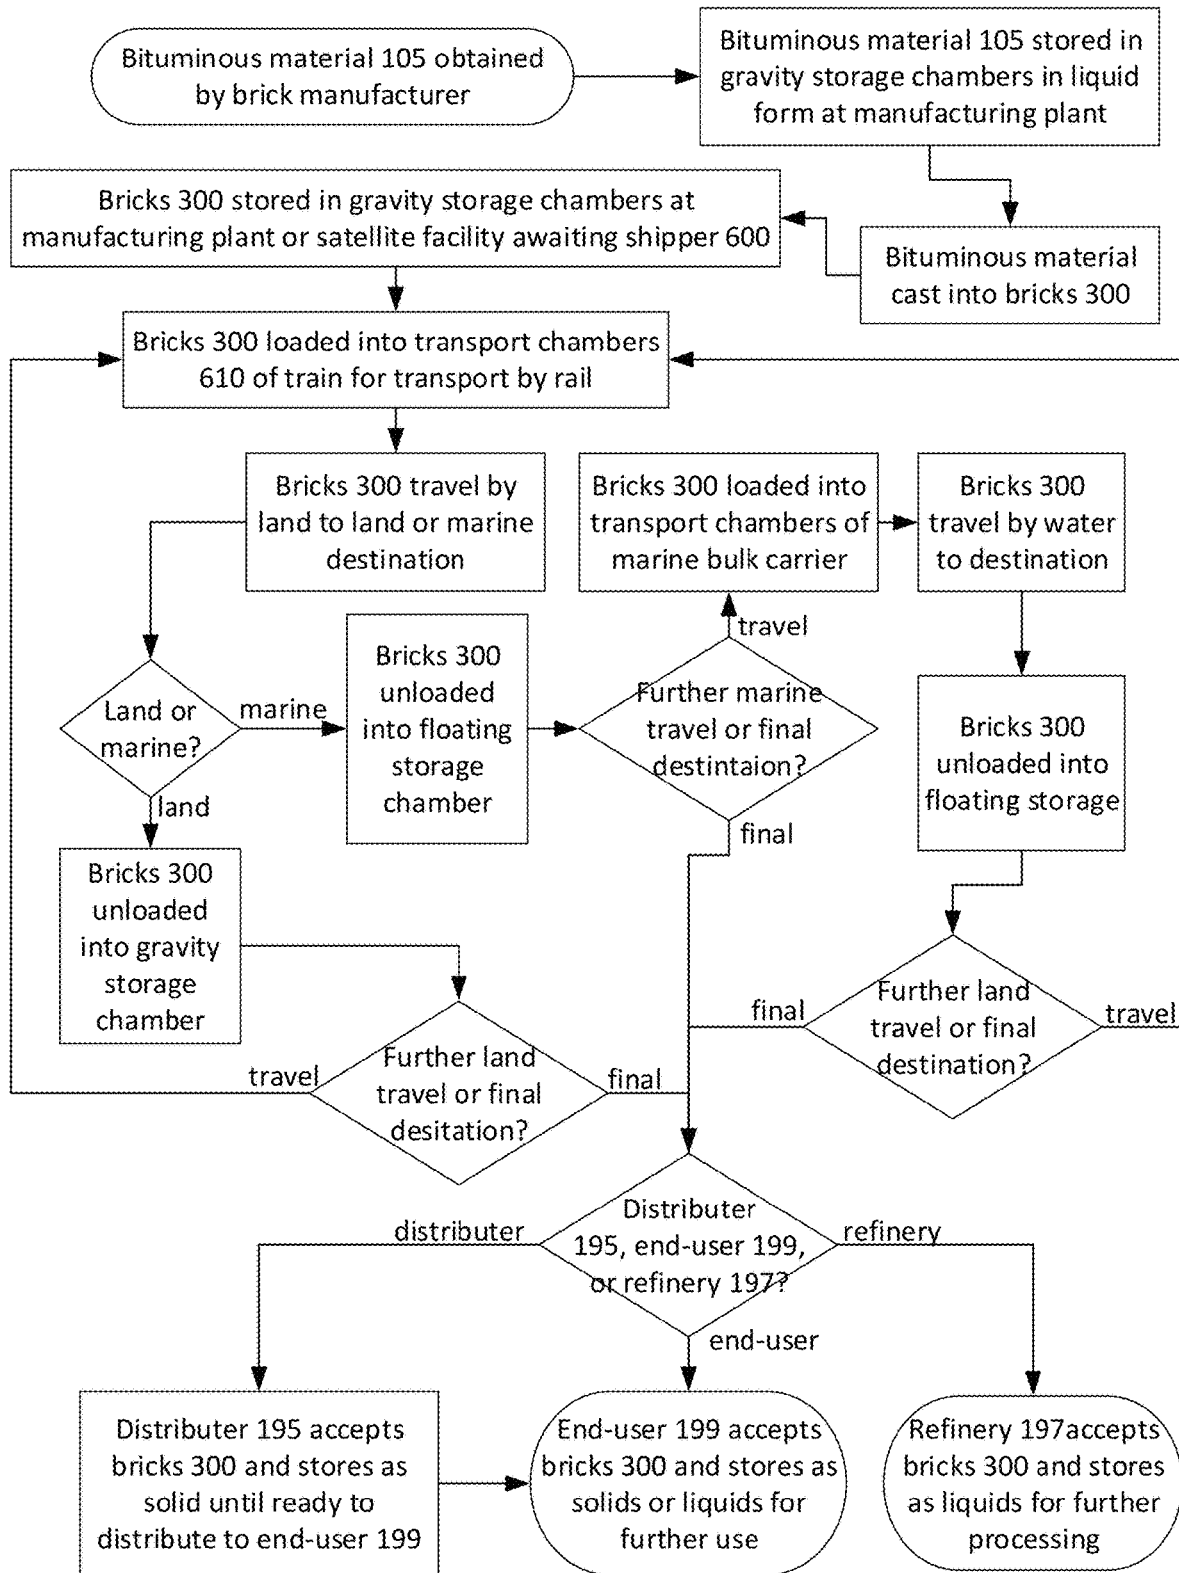 Bituminous material 105 obtained
by brick manufacturer
Bituminous material 105 stored in
gravity storage chambers in liquid
form at manufacturing plant
Bricks 300 stored in gravity storage chambers at
manufacturing plant or satellite facility awaiting shipper 600
Bituminous material
cast into bricks 300
Bricks 300 loaded into transport chambers
610 of train for transport by rail
Bricks 300 travel by
land to land or marine
destination
Bricks 300 loaded into
transport chambers of
marine bulk carrier
Bricks 300
travel by water
to destination
travel
Land or
marine?
marine
land
Bricks 300
unloaded
into floating
storage
chamber
Further marine
travel or final
destintaion?
final
Bricks 300
unloaded into
floating storage
Bricks 300
unloaded
into gravity
storage
chamber
final
Further land
travel or final
destination?
travel
travel
Further land
travel or final
desitation?
final
distributer
Distributer
195, end-user 199,
or refinery 197?
refinery
end-user
Distributer 195 accepts
bricks 300 and stores as
solid until ready to
distribute to end-user 199
End-user 199 accepts
bricks 300 and stores as
solids or liquids for
further use
Refinery 197accepts
bricks 300 and stores
as liquids for further
processing